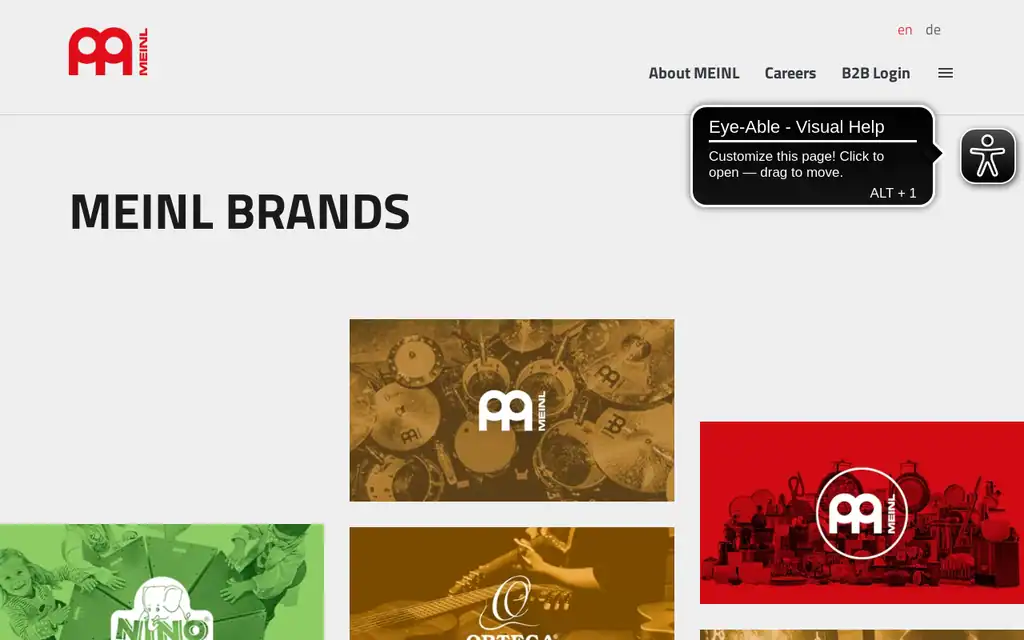 MEINL
en de
About MEINL Careers B2B Login
Eye-Able - Visual Help
Customize this page! Click to
open — drag to move.
ALT + 1
MEINL BRANDS
MEINL
MEINL
NINO
ORTEGA